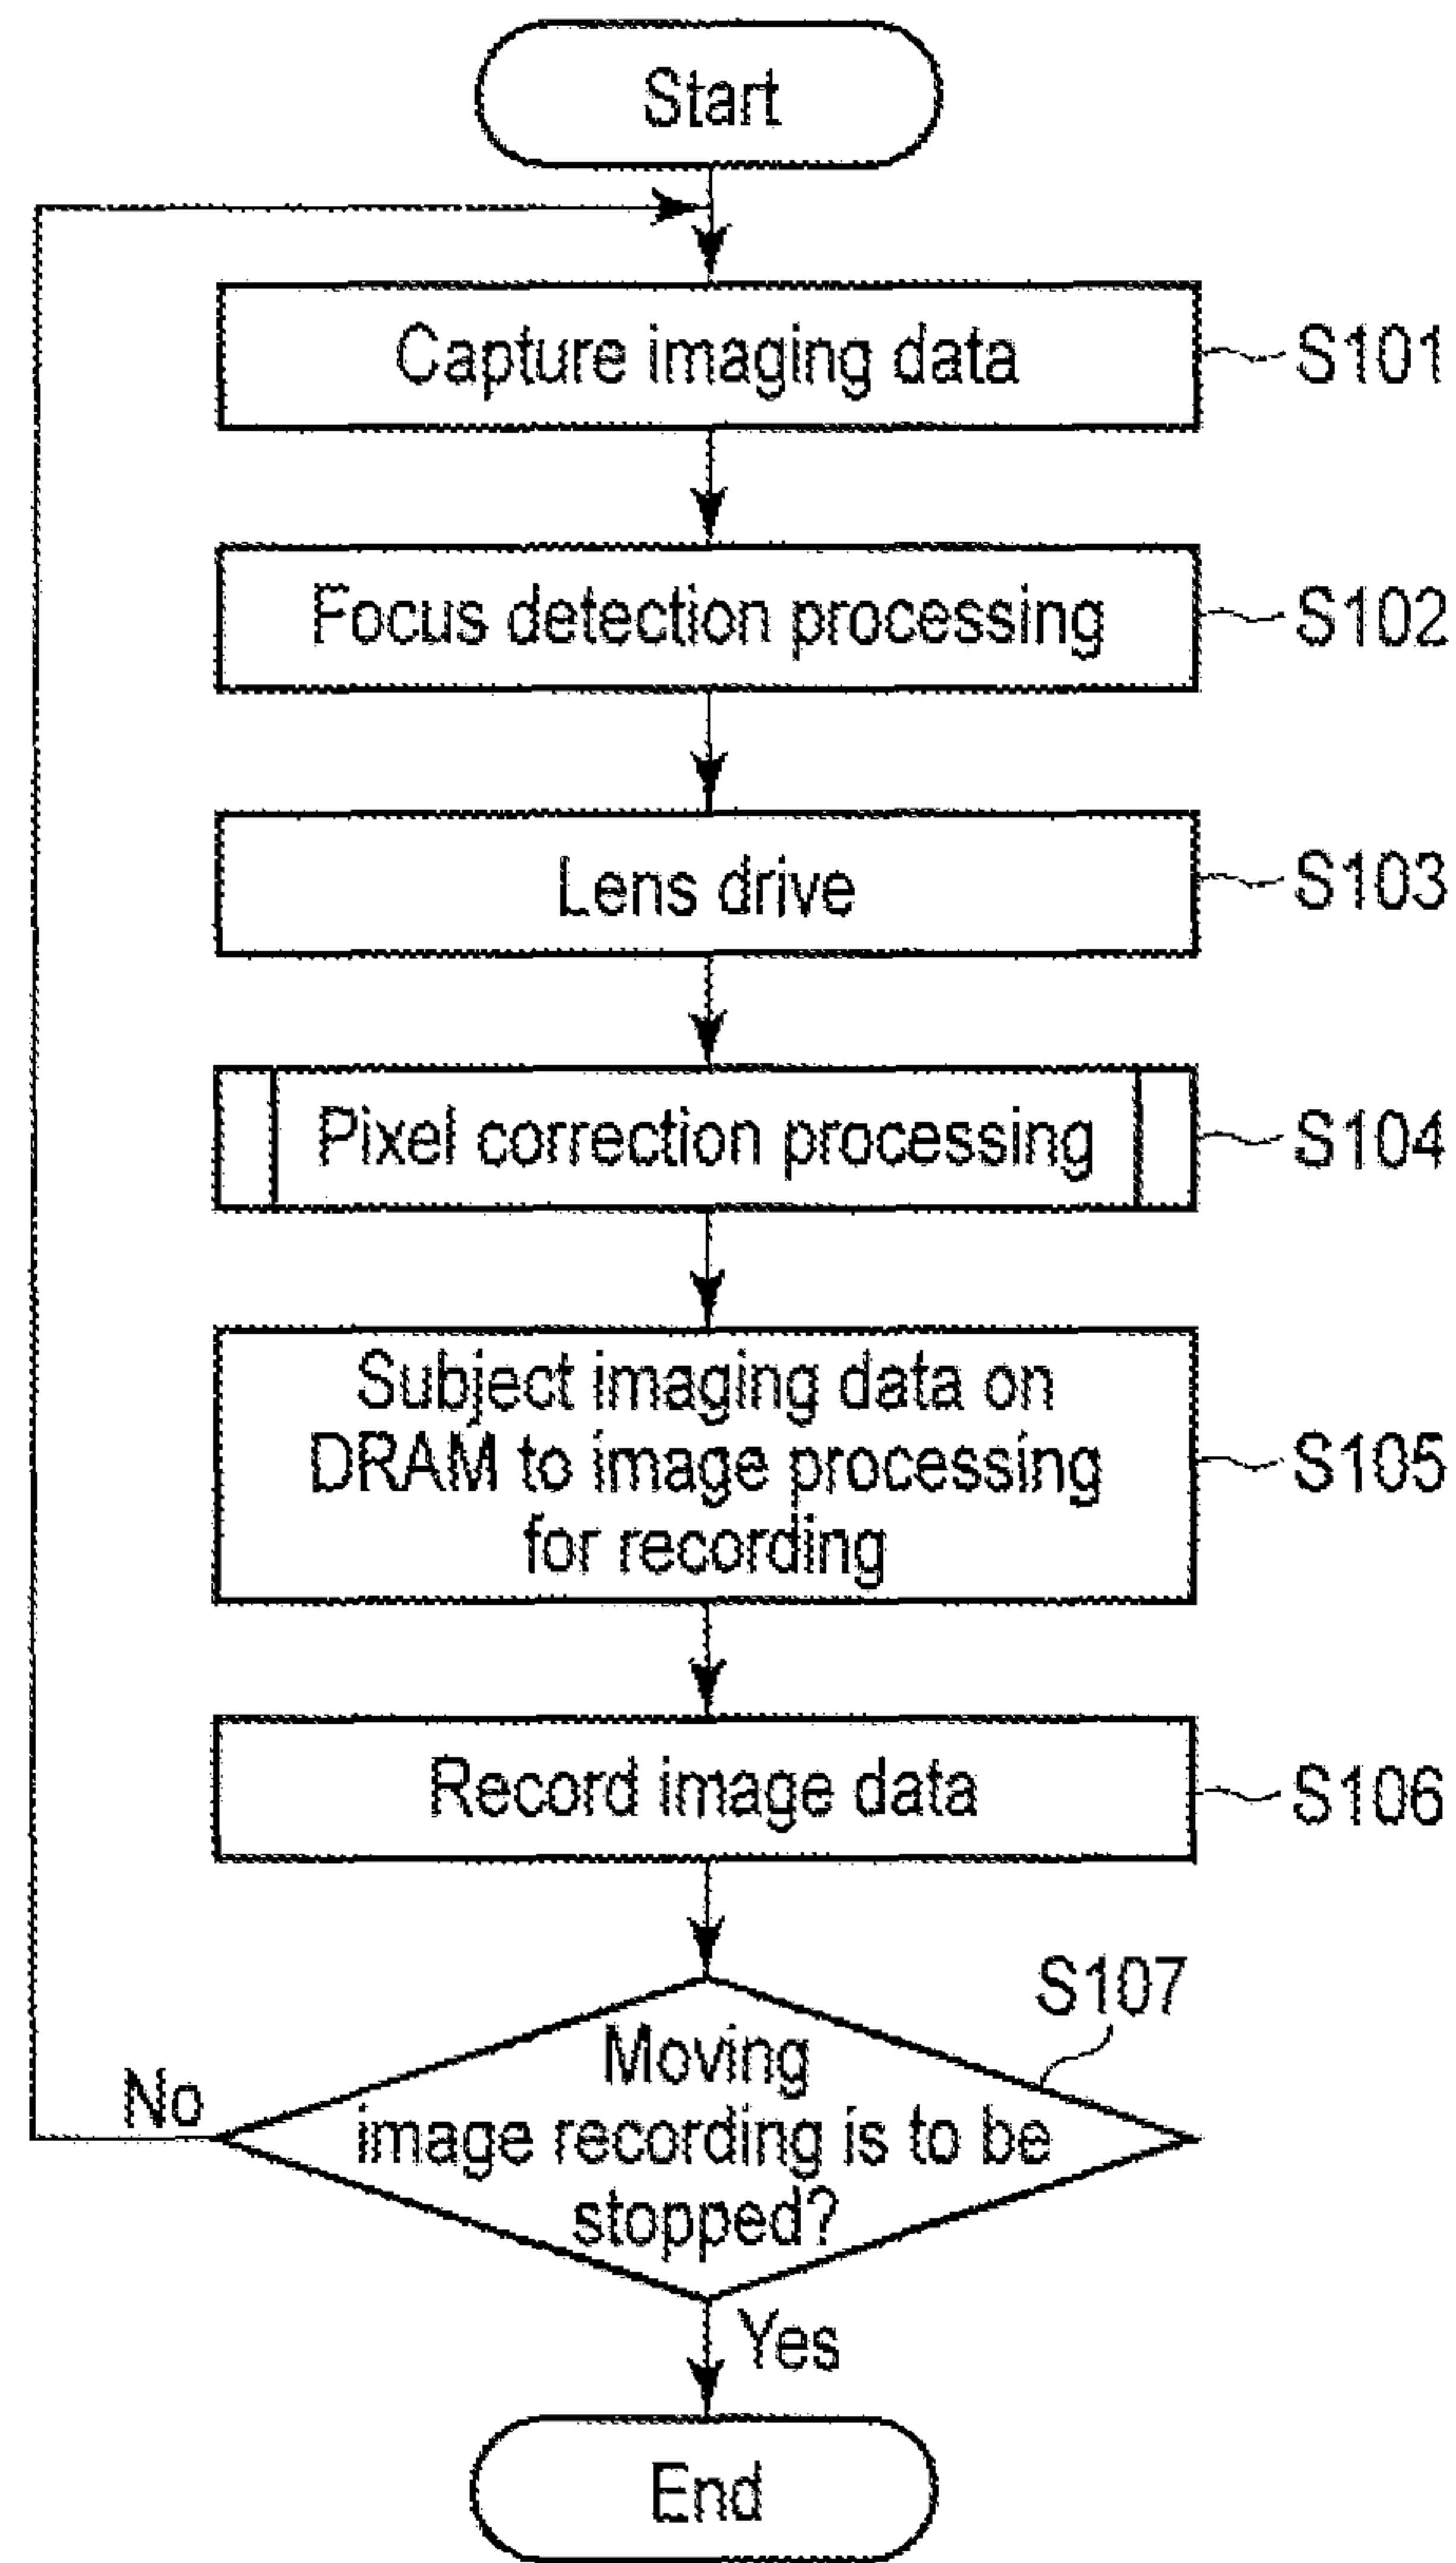 Start
Capture imaging data
S101
Focus detection processing
S102
Lens drive
S103
Pixel correction processing
S104
Subject imaging data on
DRAM to image processing
for recording
S105
Record image data
S106
S107
Moving
image recording is to be
stopped?
No
Yes
End